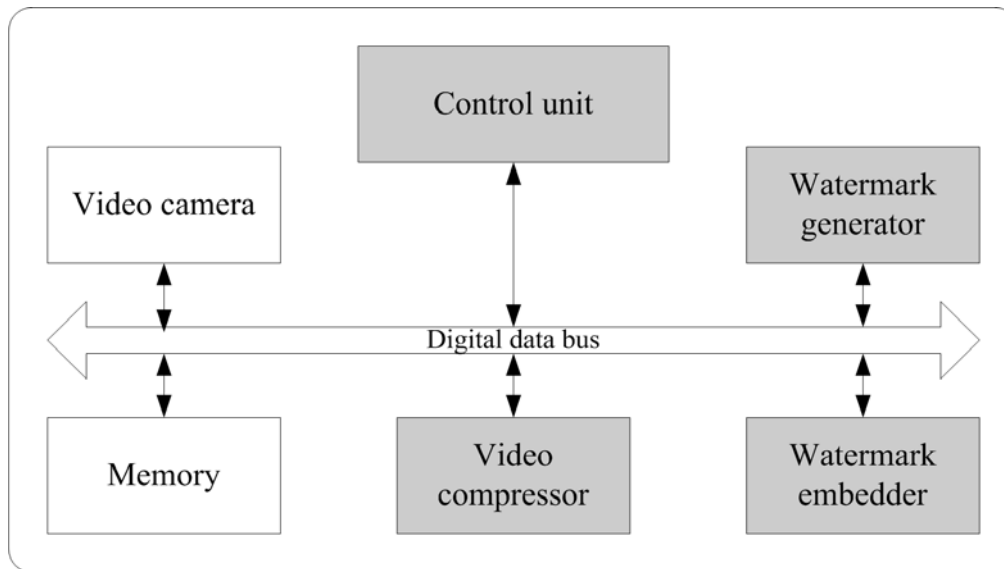 Control unit
Video camera
Watermark
generator
Digital data bus
Memory
Video
compressor
Watermark
embedder